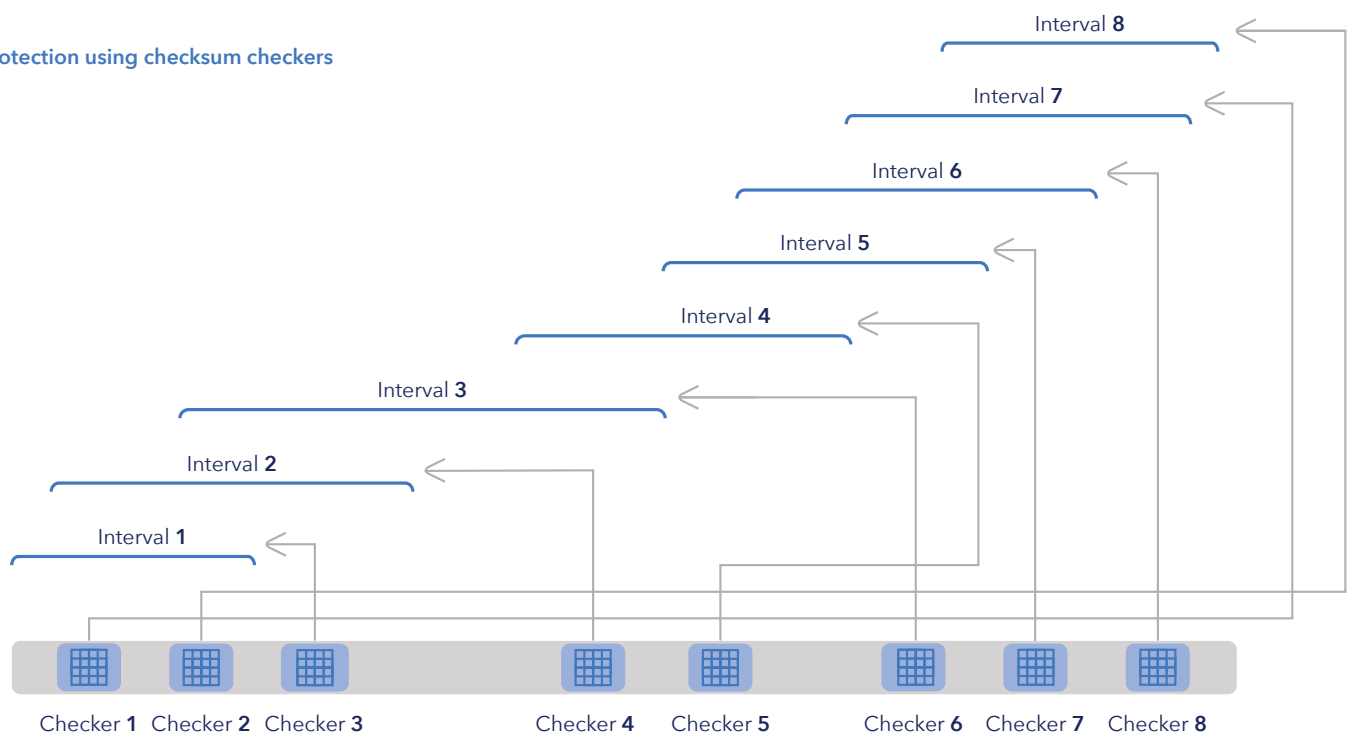 Interval 8
otection using checksum checkers
Interval 7
Interval 6
Interval 5
Interval 4
Interval 3
Interval 2
Interval 1
Checker 1 Checker 2 Checker 3 Checker 4 Checker 5 Checker 6 Checker 7 Checker 8